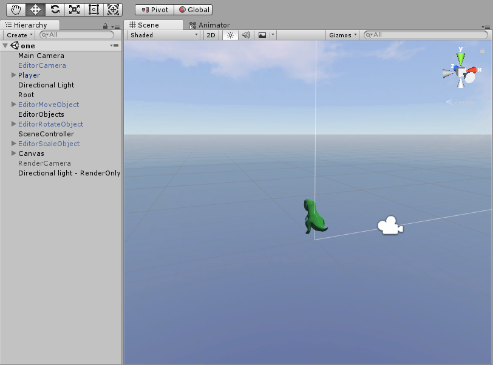 Pivot Global
Hierarchy
Create All
one
Main Camera
EditorCamera
Player
Directional Light
Root
EditorMoveObject
EditorObjects
EditorRotateObject
SceneController
EditorScaleObject
Canvas
RenderCamera
Directional light - RenderOnly
Scene Animator
Shaded 2D Gizmos All
y